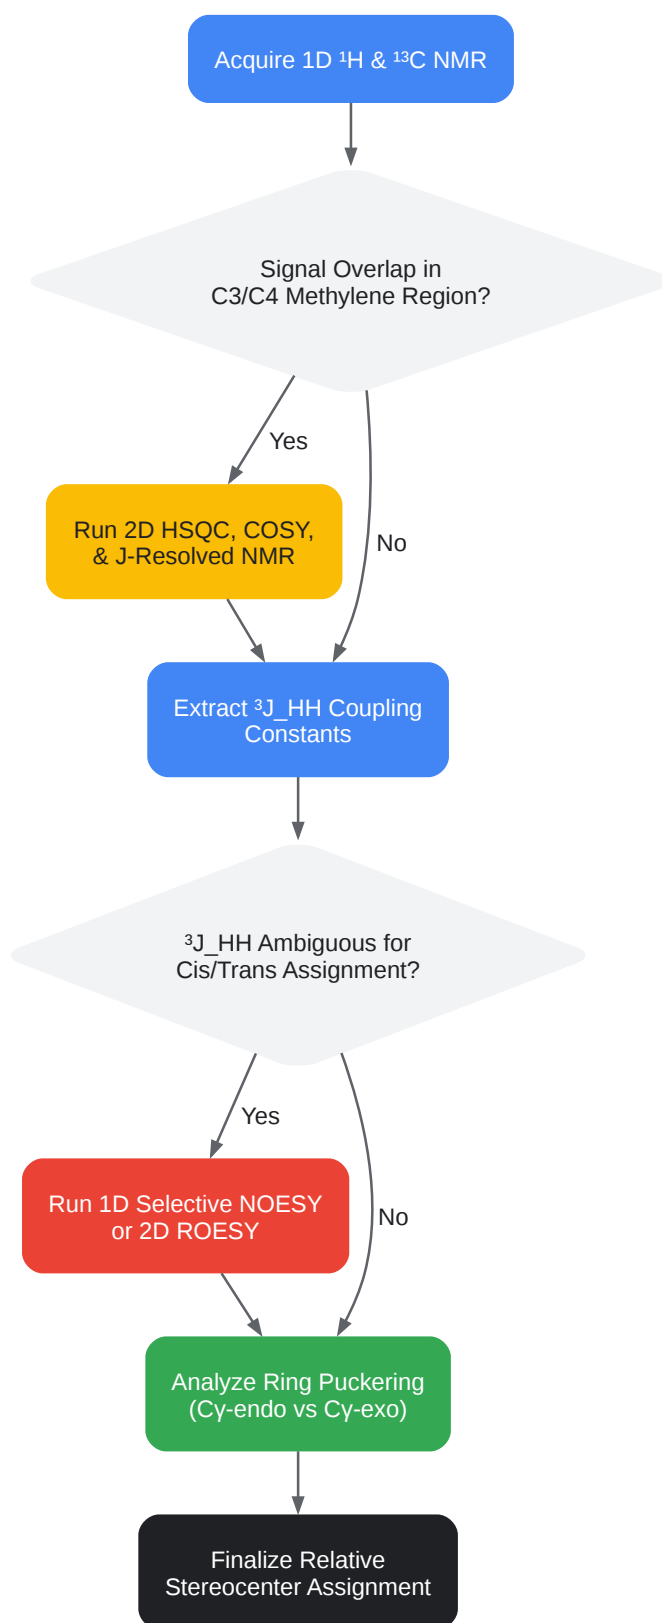 Acquire 1D ¹H & ¹³C NMR
Signal Overlap in
C3/C4 Methylene Region?
Yes
Run 2D HSQC, COSY,
& J-Resolved NMR
No
Extract ³J_HH Coupling
Constants
³J_HH Ambiguous for
Cis/Trans Assignment?
Yes
Run 1D Selective NOESY
or 2D ROESY
No
Analyze Ring Puckering
(Cγ-endo vs Cγ-exo)
Finalize Relative
Stereocenter Assignment